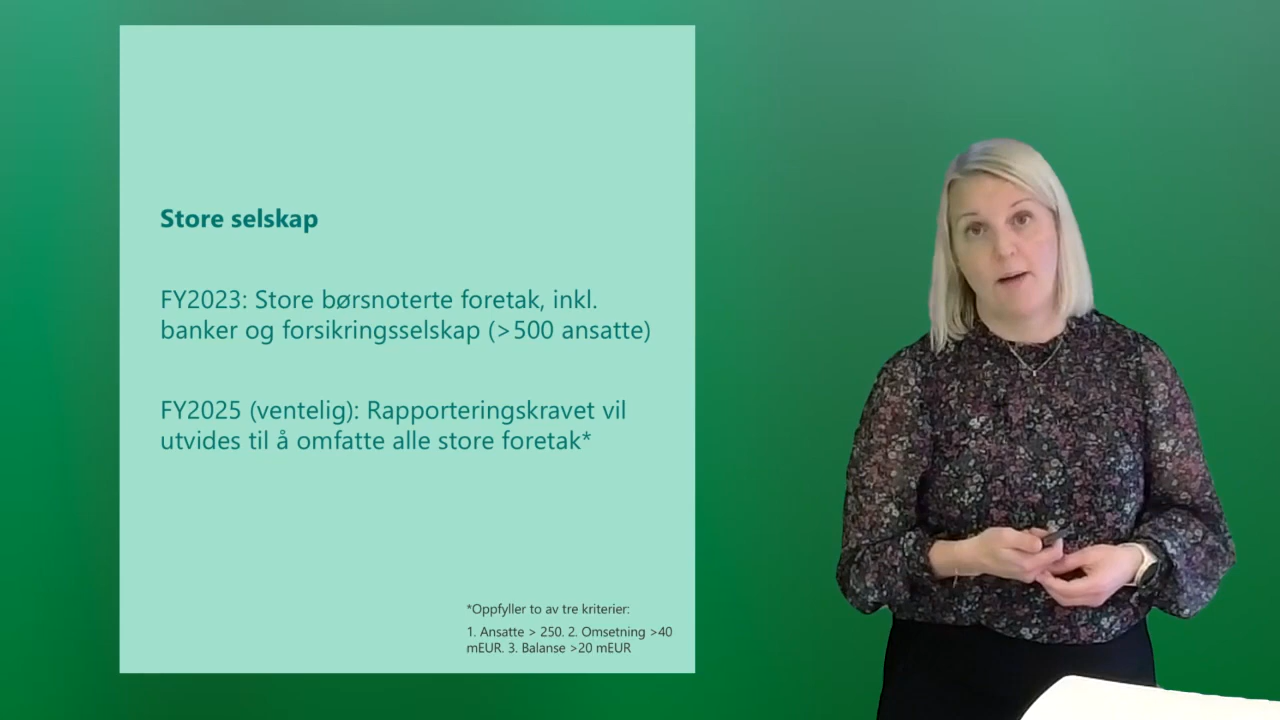 Store selskap
FY2023: Store børsnoterte foretak, inkl.
banker og forsikringsselskap (>500 ansatte)
FY2025 (ventelig): Rapporteringskravet vil
utvides til å omfatte alle store foretak*
*Oppfyller to av tre kriterier:
1. Ansatte > 250. 2. Omsetning >40
mEUR. 3. Balanse >20 mEUR